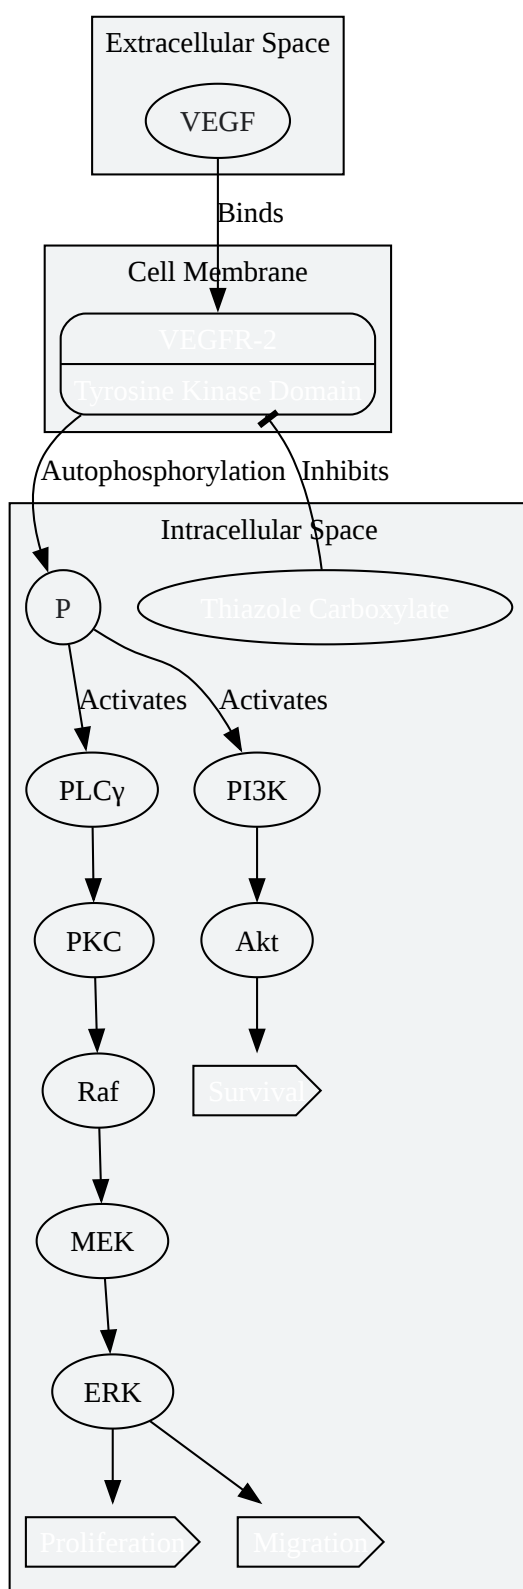 Extracellular Space
VEGF
Binds
Cell Membrane
VEGFR-2
Tyrosine Kinase Domain
Autophosphorylation
Inhibits
Intracellular Space
P
Thiazole Carboxylate
Activates
Activates
PLCγ
PI3K
PKC
Akt
Raf
Survival
MEK
ERK
Proliferation
Migration